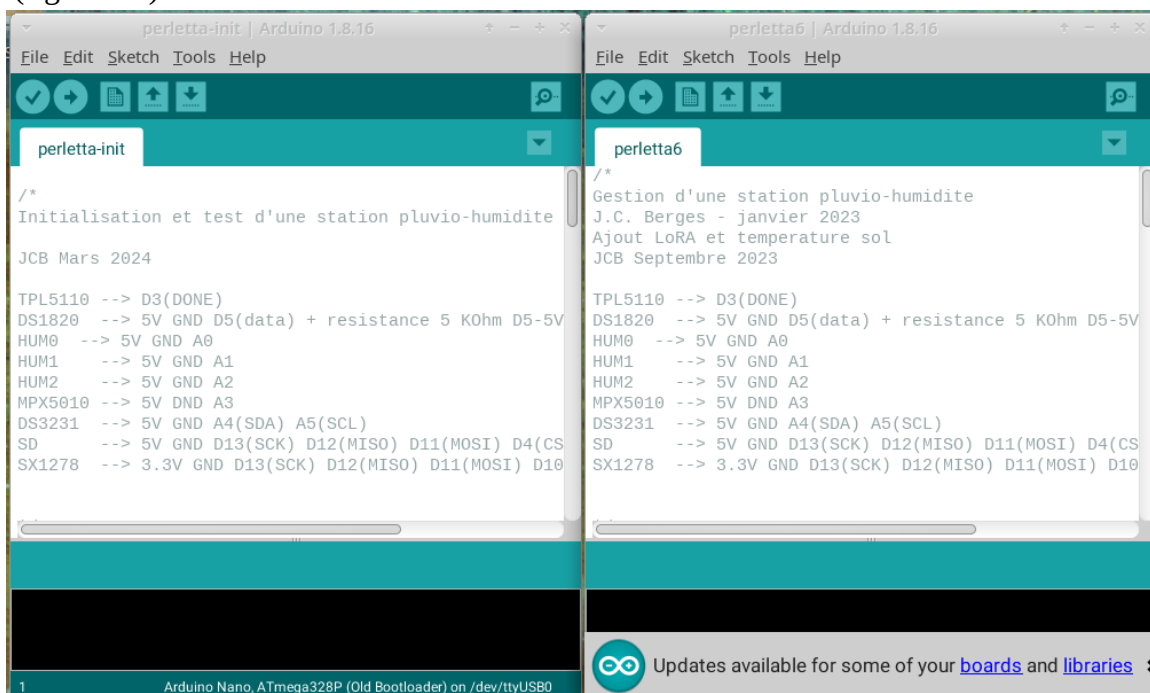 perletta-init | Arduino 1.8.16
File Edit Sketch Tools Help
perletta-init
/*
Initialisation et test d'une station pluvio-humidite
JCB Mars 2024
TPL5110 --> D3(DONE)
DS1820  --> 5V GND D5(data) + resistance 5 KOhm D5-5V
HUM0  --> 5V GND A0
HUM1    --> 5V GND A1
HUM2    --> 5V GND A2
MPX5010 --> 5V DND A3
DS3231  --> 5V GND A4(SDA) A5(SCL)
SD      --> 5V GND D13(SCK) D12(MISO) D11(MOSI) D4(CS
SX1278  --> 3.3V GND D13(SCK) D12(MISO) D11(MOSI) D10
1 Arduino Nano, ATmega328P (Old Bootloader) on /dev/ttyUSB0
perletta6 | Arduino 1.8.16
File Edit Sketch Tools Help
perletta6
/*
Gestion d'une station pluvio-humidite
J.C. Berges - janvier 2023
Ajout LoRA et temperature sol
JCB Septembre 2023
TPL5110 --> D3(DONE)
DS1820  --> 5V GND D5(data) + resistance 5 KOhm D5-5V
HUM0  --> 5V GND A0
HUM1    --> 5V GND A1
HUM2    --> 5V GND A2
MPX5010 --> 5V DND A3
DS3231  --> 5V GND A4(SDA) A5(SCL)
SD      --> 5V GND D13(SCK) D12(MISO) D11(MOSI) D4(CS
SX1278  --> 3.3V GND D13(SCK) D12(MISO) D11(MOSI) D10
Updates available for some of your boards and libraries